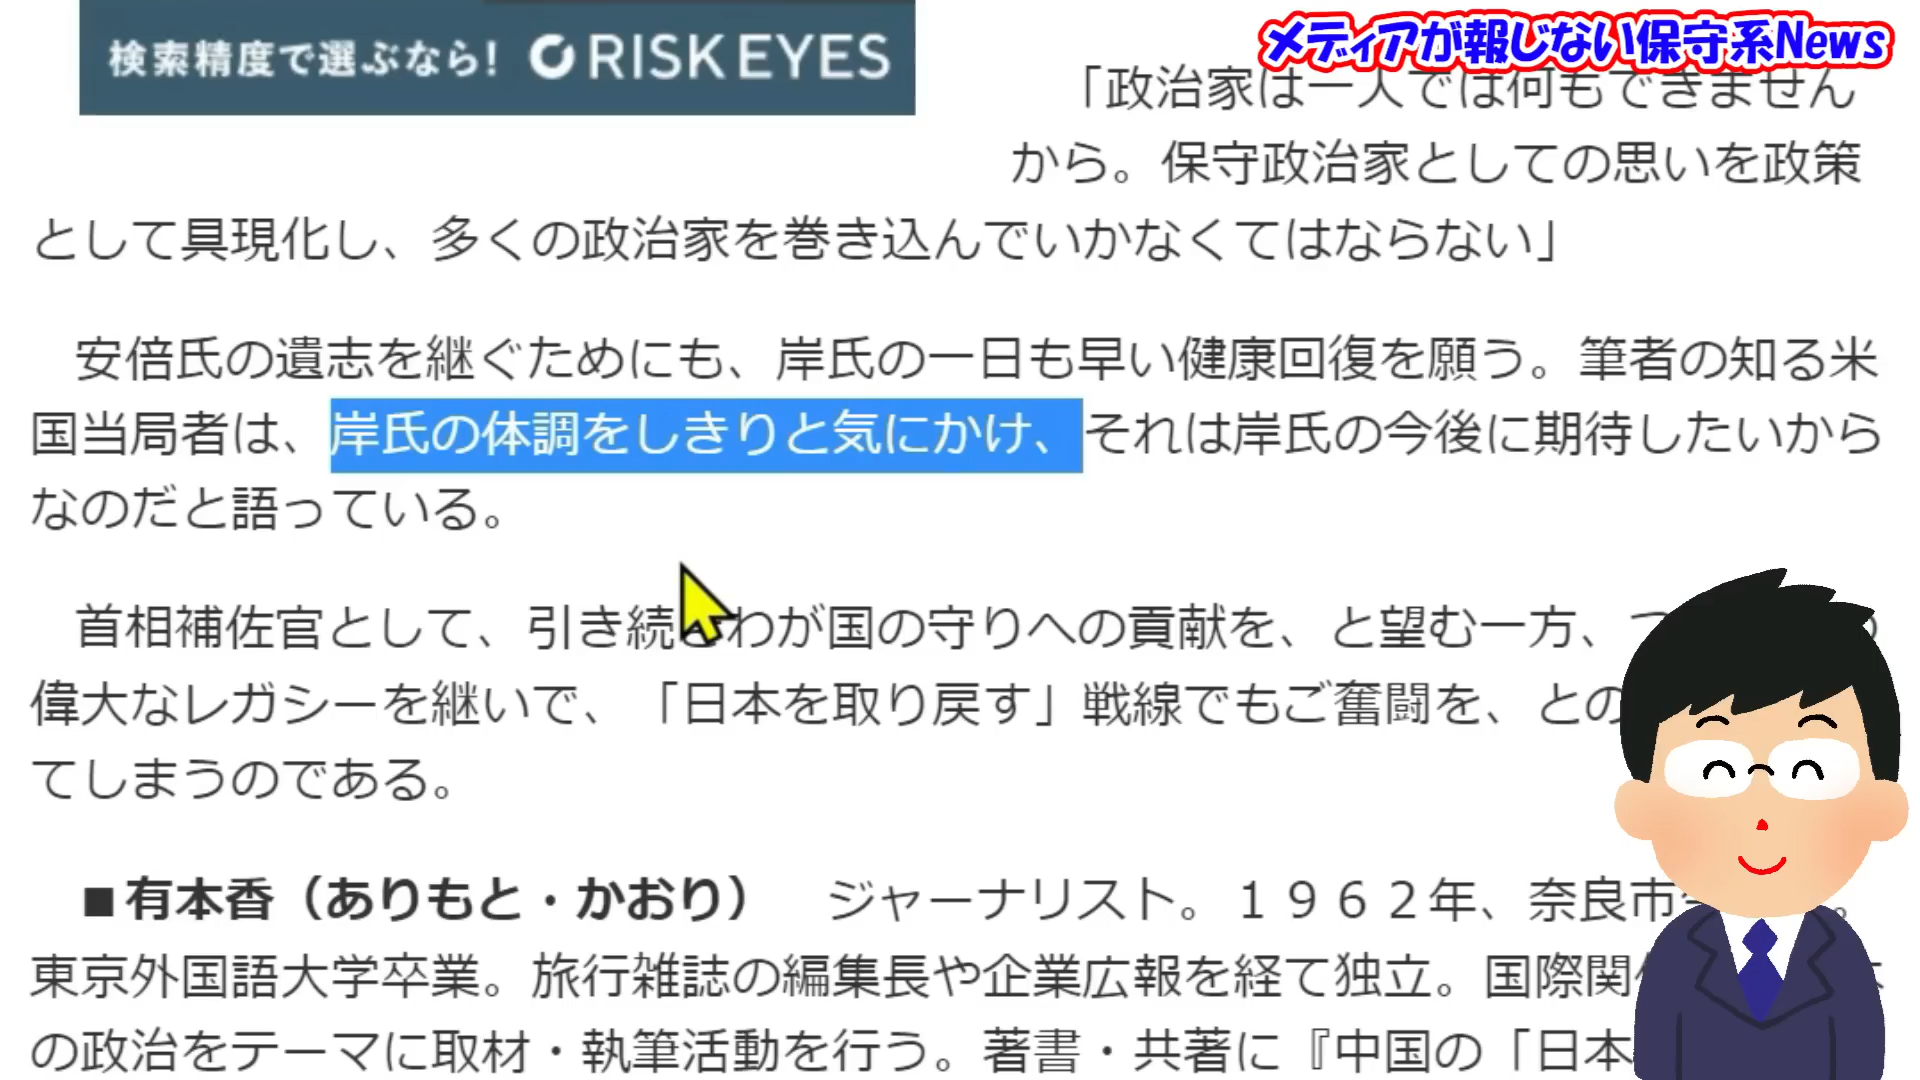 検索精度で選ぶなら! RISK EYES
メディアが報じない保守系News
「政治家は一人では何もできません
から。保守政治家としての思いを政策
として具現化し、多くの政治家を巻き込んでいかなくてはならない」
安倍氏の遺志を継ぐためにも、岸氏の一日も早い健康回復を願う。筆者の知る米
国当局者は、岸氏の体調をしきりと気にかけ、それは岸氏の今後に期待したいから
なのだと語っている。
首相補佐官として、引き続きわが国の守りへの貢献を、と望む一方、つ
偉大なレガシーを継いで、「日本を取り戻す」戦線でもご奮闘を、との
てしまうのである。
■有本香（ありもと・かおり） ジャーナリスト。１９６２年、奈良市
東京外国語大学卒業。旅行雑誌の編集長や企業広報を経て独立。国際関
の政治をテーマに取材・執筆活動を行う。著書・共著に『中国の「日本